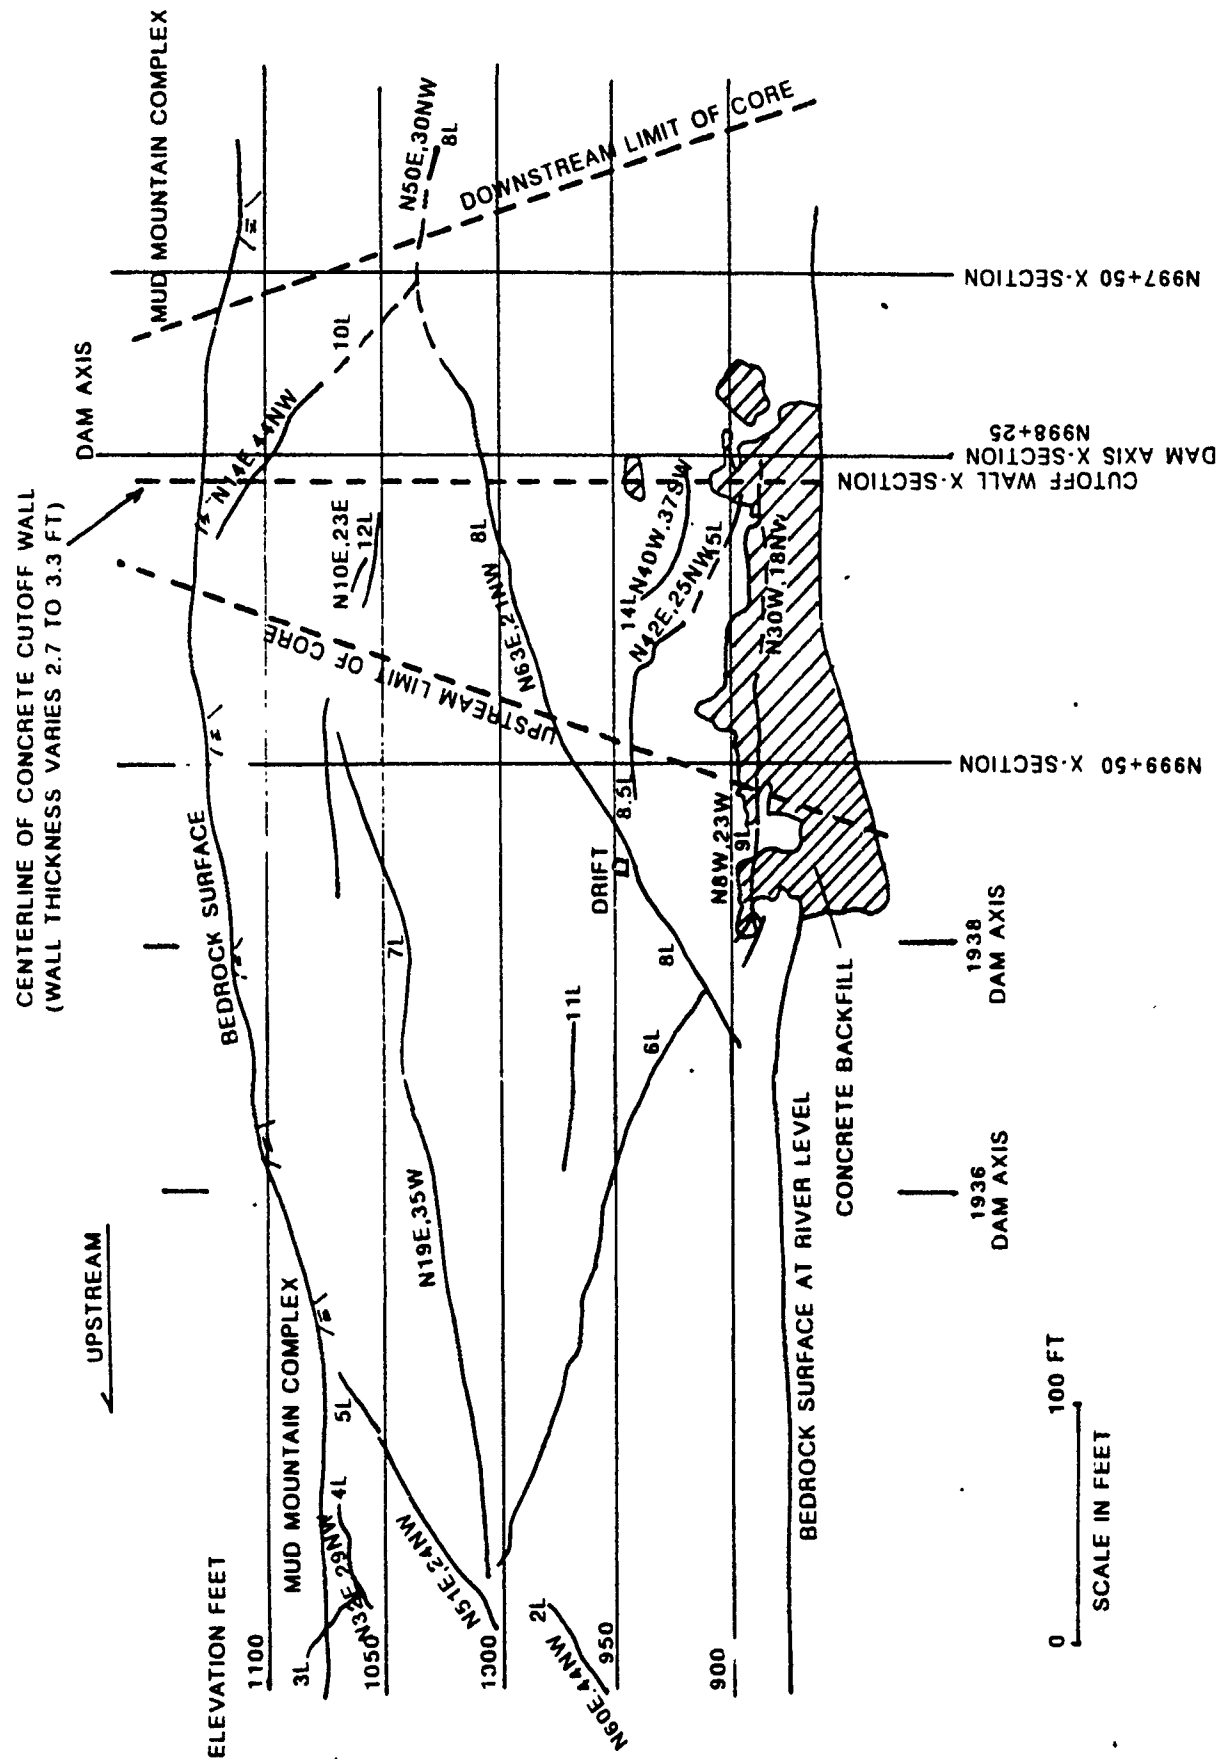 CENTERLINE OF CONCRETE CUTOFF WALL
(WALL THICKNESS VARIES 2.7 TO 3.3 FT)
DAM AXIS
MUD MOUNTAIN COMPLEX
UPSTREAM
ELEVATION FEET
BEDROCK SURFACE
MUD MOUNTAIN COMPLEX
1100
3L
N32E,29NW
4L
1050
5L
N51E,24NW
1300
2L
N60E,44NW
950
900
N19E,35W
7L
6L
11L
8L
DRIFT
8.5L
UPSTREAM LIMIT OF CORE
N63E,21NW
8L
N10E,23E
12L
N14E,44NW
10L
N50E,30NW
8L
DOWNSTREAM LIMIT OF CORE
14L
N40W,37SW
N42E,25NW
15L
N30W,18NW
N8W,23W
9L
N997+50 X-SECTION
N998+25
DAM AXIS X-SECTION
CUTOFF WALL X-SECTION
N999+50 X-SECTION
1938
DAM AXIS
CONCRETE BACKFILL
1936
DAM AXIS
BEDROCK SURFACE AT RIVER LEVEL
0
100 FT
SCALE IN FEET